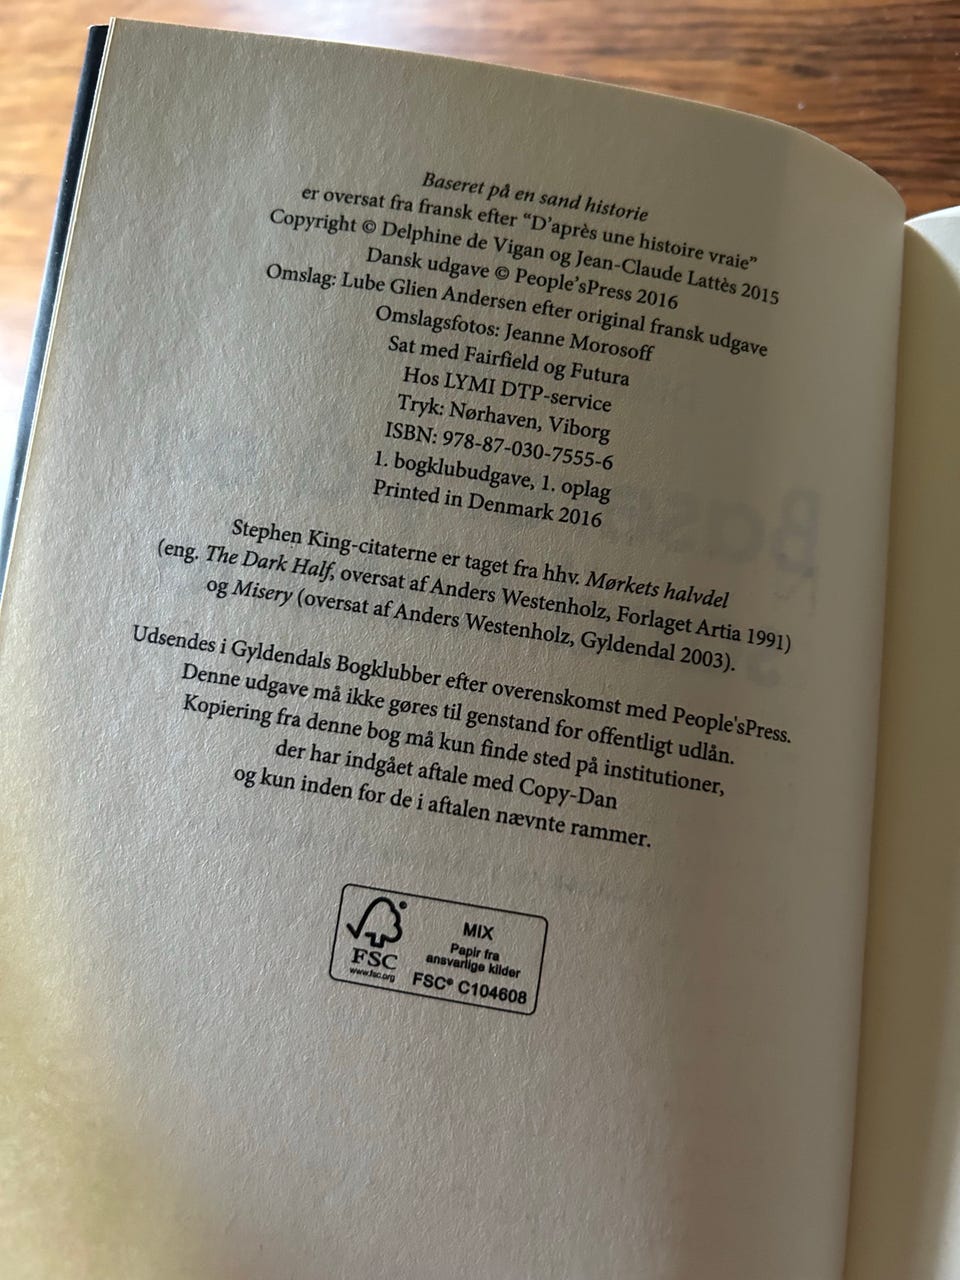 Baseret på en sand historie
er oversat fra fransk efter “D’après une histoire vraie”
Copyright © Delphine de Vigan og Jean-Claude Lattès 2015
Dansk udgave © People’sPress 2016
Omslag: Lube Glien Andersen efter original fransk udgave
Omslagsfotos: Jeanne Morosoff
Sat med Fairfield og Futura
Hos LYMI DTP-service
Tryk: Nørhaven, Viborg
ISBN: 978-87-030-7555-6
1. bogklubudgave, 1. oplag
Printed in Denmark 2016
Stephen King-citaterne er taget fra hhv. Mørkets halvdel
(eng. The Dark Half, oversat af Anders Westenholz, Forlaget Artia 1991)
og Misery (oversat af Anders Westenholz, Gyldendal 2003).
Udsendes i Gyldendals Bogklubber efter overenskomst med People'sPress.
Denne udgave må ikke gøres til genstand for offentligt udlån.
Kopiering fra denne bog må kun finde sted på institutioner,
der har indgået aftale med Copy-Dan
og kun inden for de i aftalen nævnte rammer.
FSC
www.fsc.org
MIX
Papir fra
ansvarlige kilder
FSC® C104608